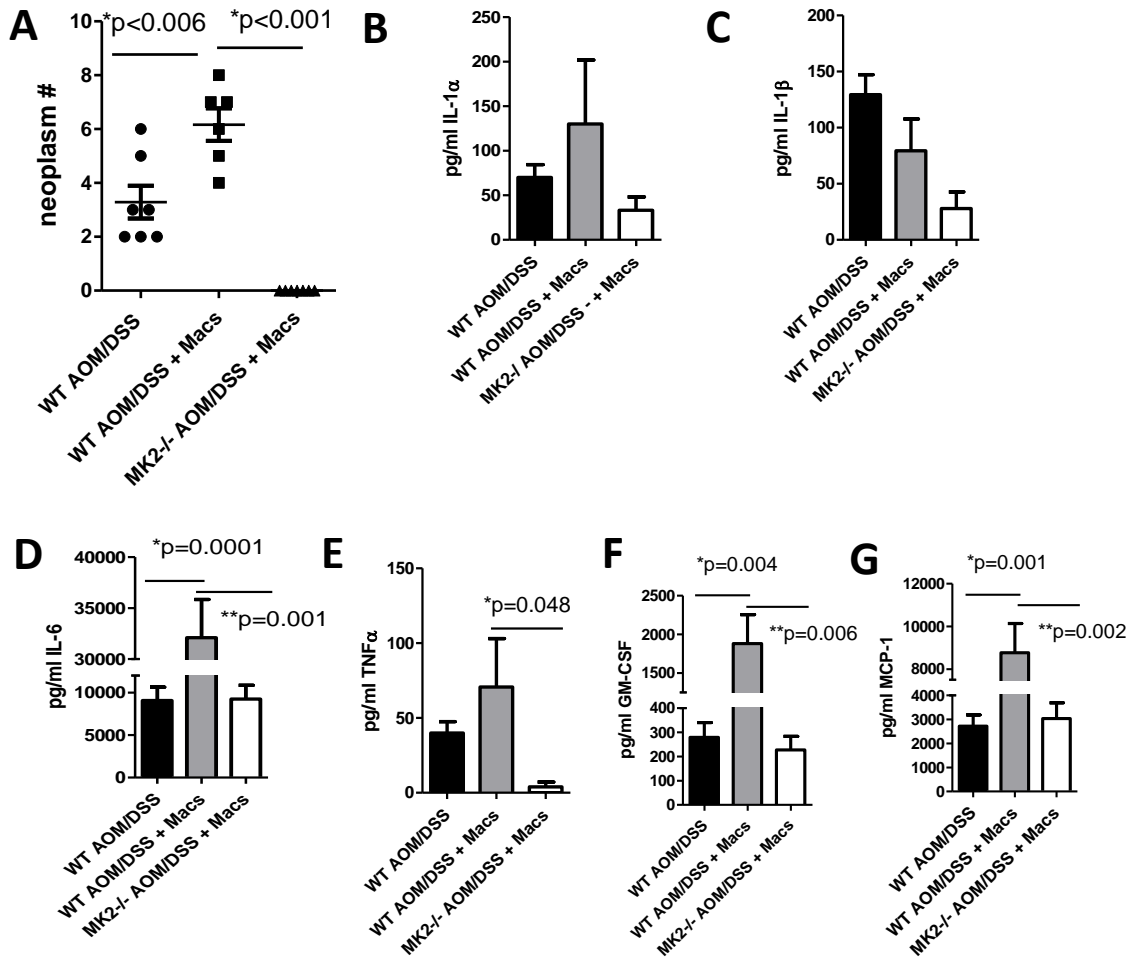 A
*p<0.006
*p<0.001
neoplasm #
10
8
6
4
2
0
WT AOM/DSS
WT AOM/DSS + Macs
MK2-/- AOM/DSS + Macs
B
pg/ml IL-1α
250
200
150
100
50
0
WT AOM/DSS
WT AOM/DSS + Macs
MK2-/ AOM/DSS - + Macs
C
pg/ml IL-1β
200
150
100
50
0
WT AOM/DSS
WT AOM/DSS + Macs
MK2-/- AOM/DSS + Macs
D
*p=0.0001
**p=0.001
pg/ml IL-6
40000
35000
30000
10000
5000
0
WT AOM/DSS
WT AOM/DSS + Macs
MK2-/- AOM/DSS + Macs
E
*p=0.048
pg/ml TNFα
150
100
50
0
WT AOM/DSS
WT AOM/DSS + Macs
MK2-/- AOM/DSS + Macs
F
*p=0.004
**p=0.006
pg/ml GM-CSF
2500
2000
1500
1000
500
400
300
200
100
0
WT AOM/DSS
WT AOM/DSS + Macs
MK2-/- AOM/DSS + Macs
G
*p=0.001
**p=0.002
pg/ml MCP-1
12000
10000
8000
6000
4000
3000
2000
1000
0
WT AOM/DSS
WT AOM/DSS + Macs
MK2-/- AOM/DSS + Macs